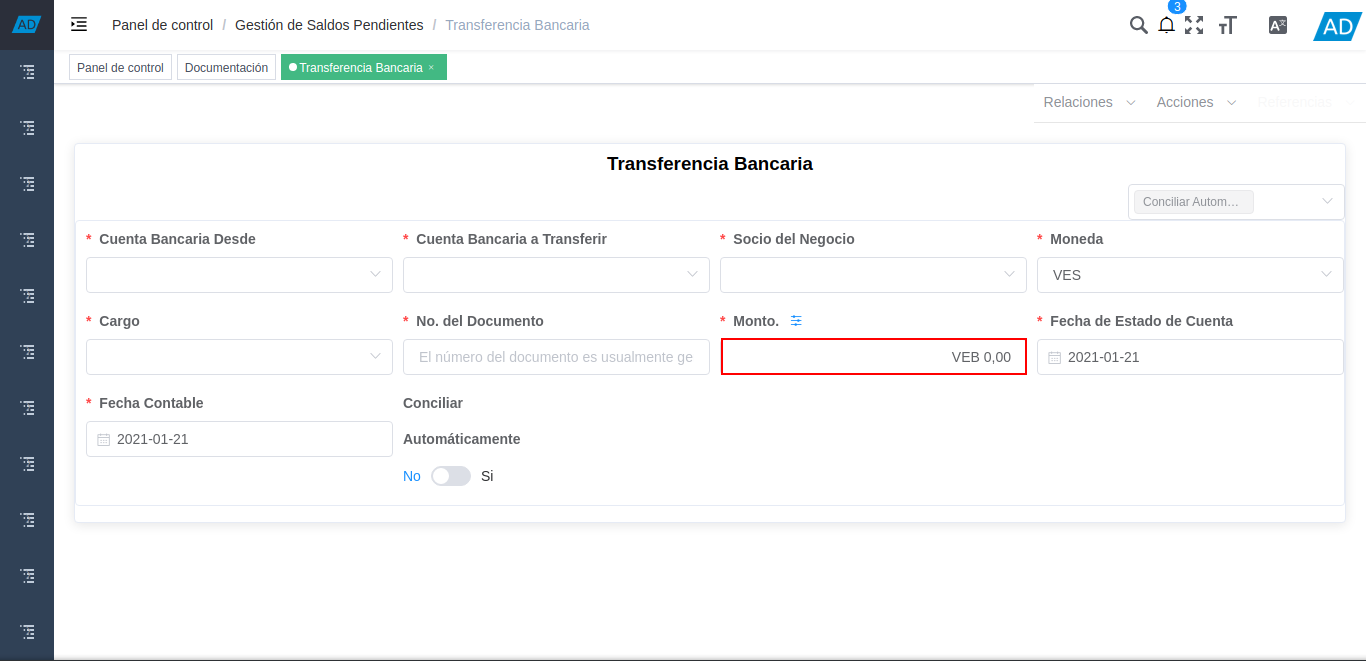 AD
Panel de control / Gestión de Saldos Pendientes / Transferencia Bancaria
3
AD
Panel de control
Documentación
Transferencia Bancaria ×
Relaciones
Acciones
Referencias
Transferencia Bancaria
Conciliar Autom...
* Cuenta Bancaria Desde
* Cuenta Bancaria a Transferir
* Socio del Negocio
* Moneda
VES
* Cargo
* No. del Documento
* Monto.
* Fecha de Estado de Cuenta
El número del documento es usualmente ge
VEB 0,00
2021-01-21
* Fecha Contable
Conciliar
Automáticamente
2021-01-21
No
Si